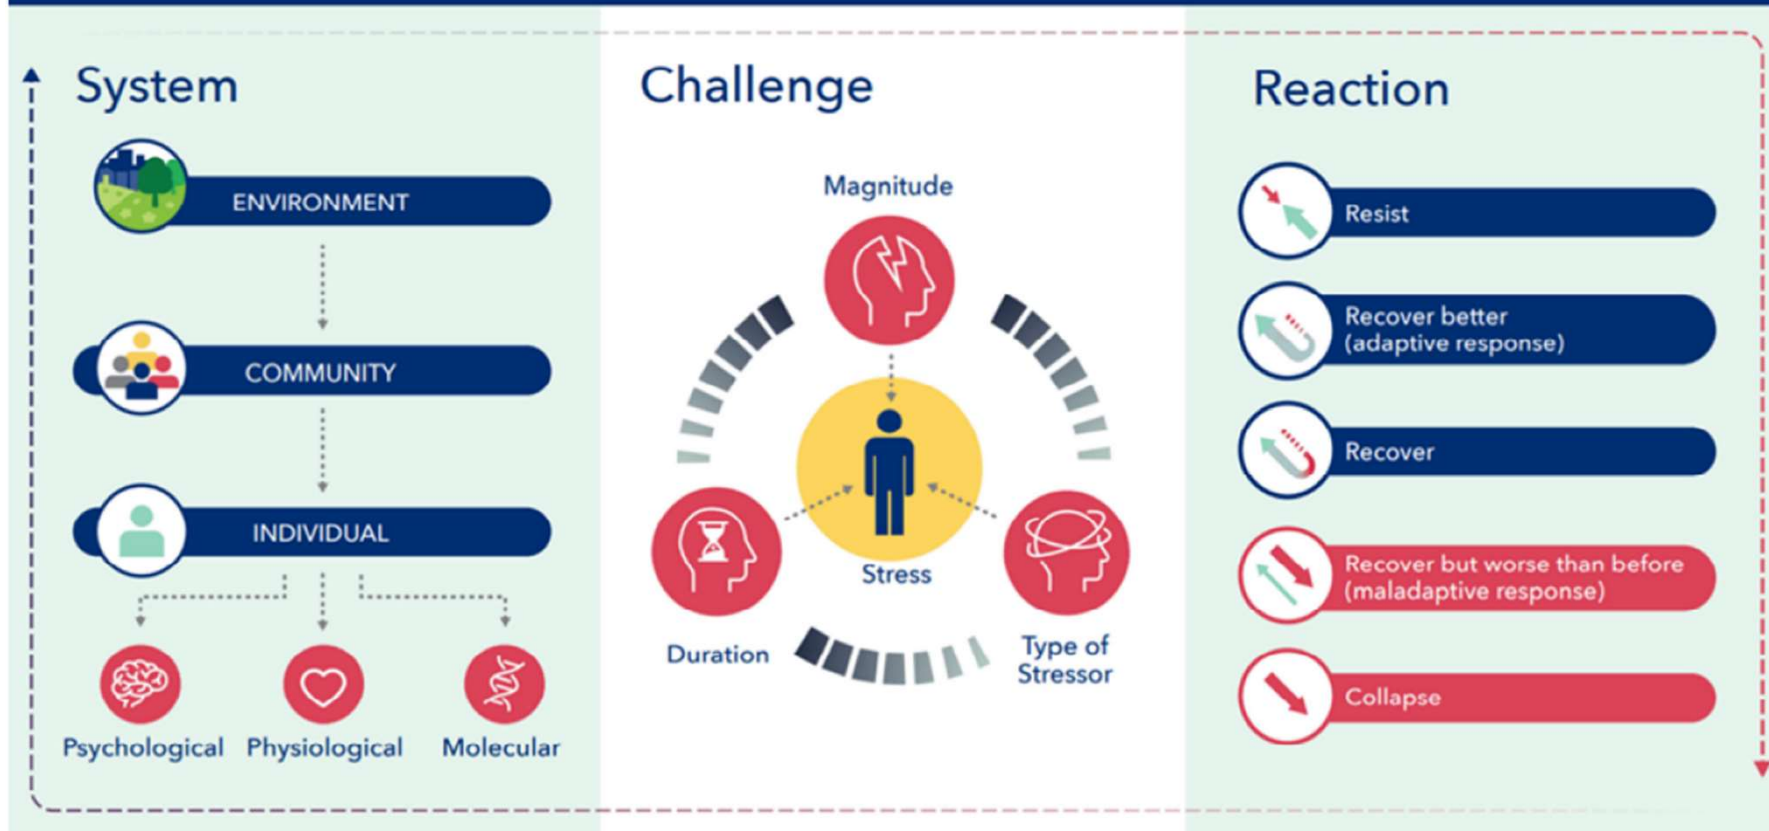 System
ENVIRONMENT
COMMUNITY
INDIVIDUAL
Psychological
Physiological
Molecular
Challenge
Magnitude
Stress
Duration
Type of
Stressor
Reaction
Resist
Recover better
(adaptive response)
Recover
Recover but worse than before
(maladaptive response)
Collapse